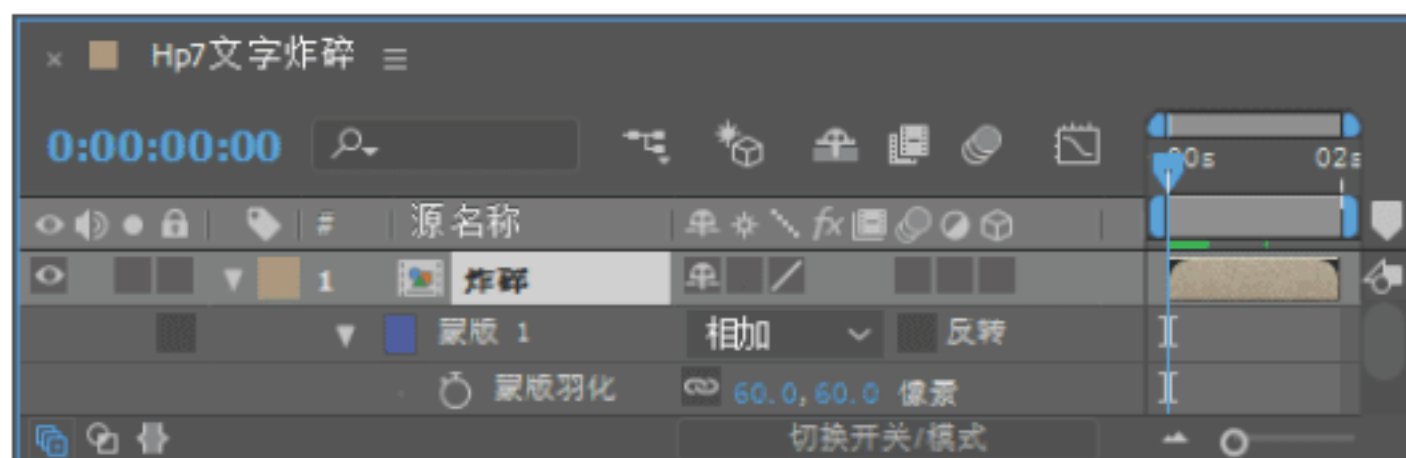 Hp7文字炸碎
0:00:00:00
00s 02s
# 源名称
1 炸碎
蒙版 1 相加 反转
蒙版羽化 60.0,60.0 像素
切换开关/模式